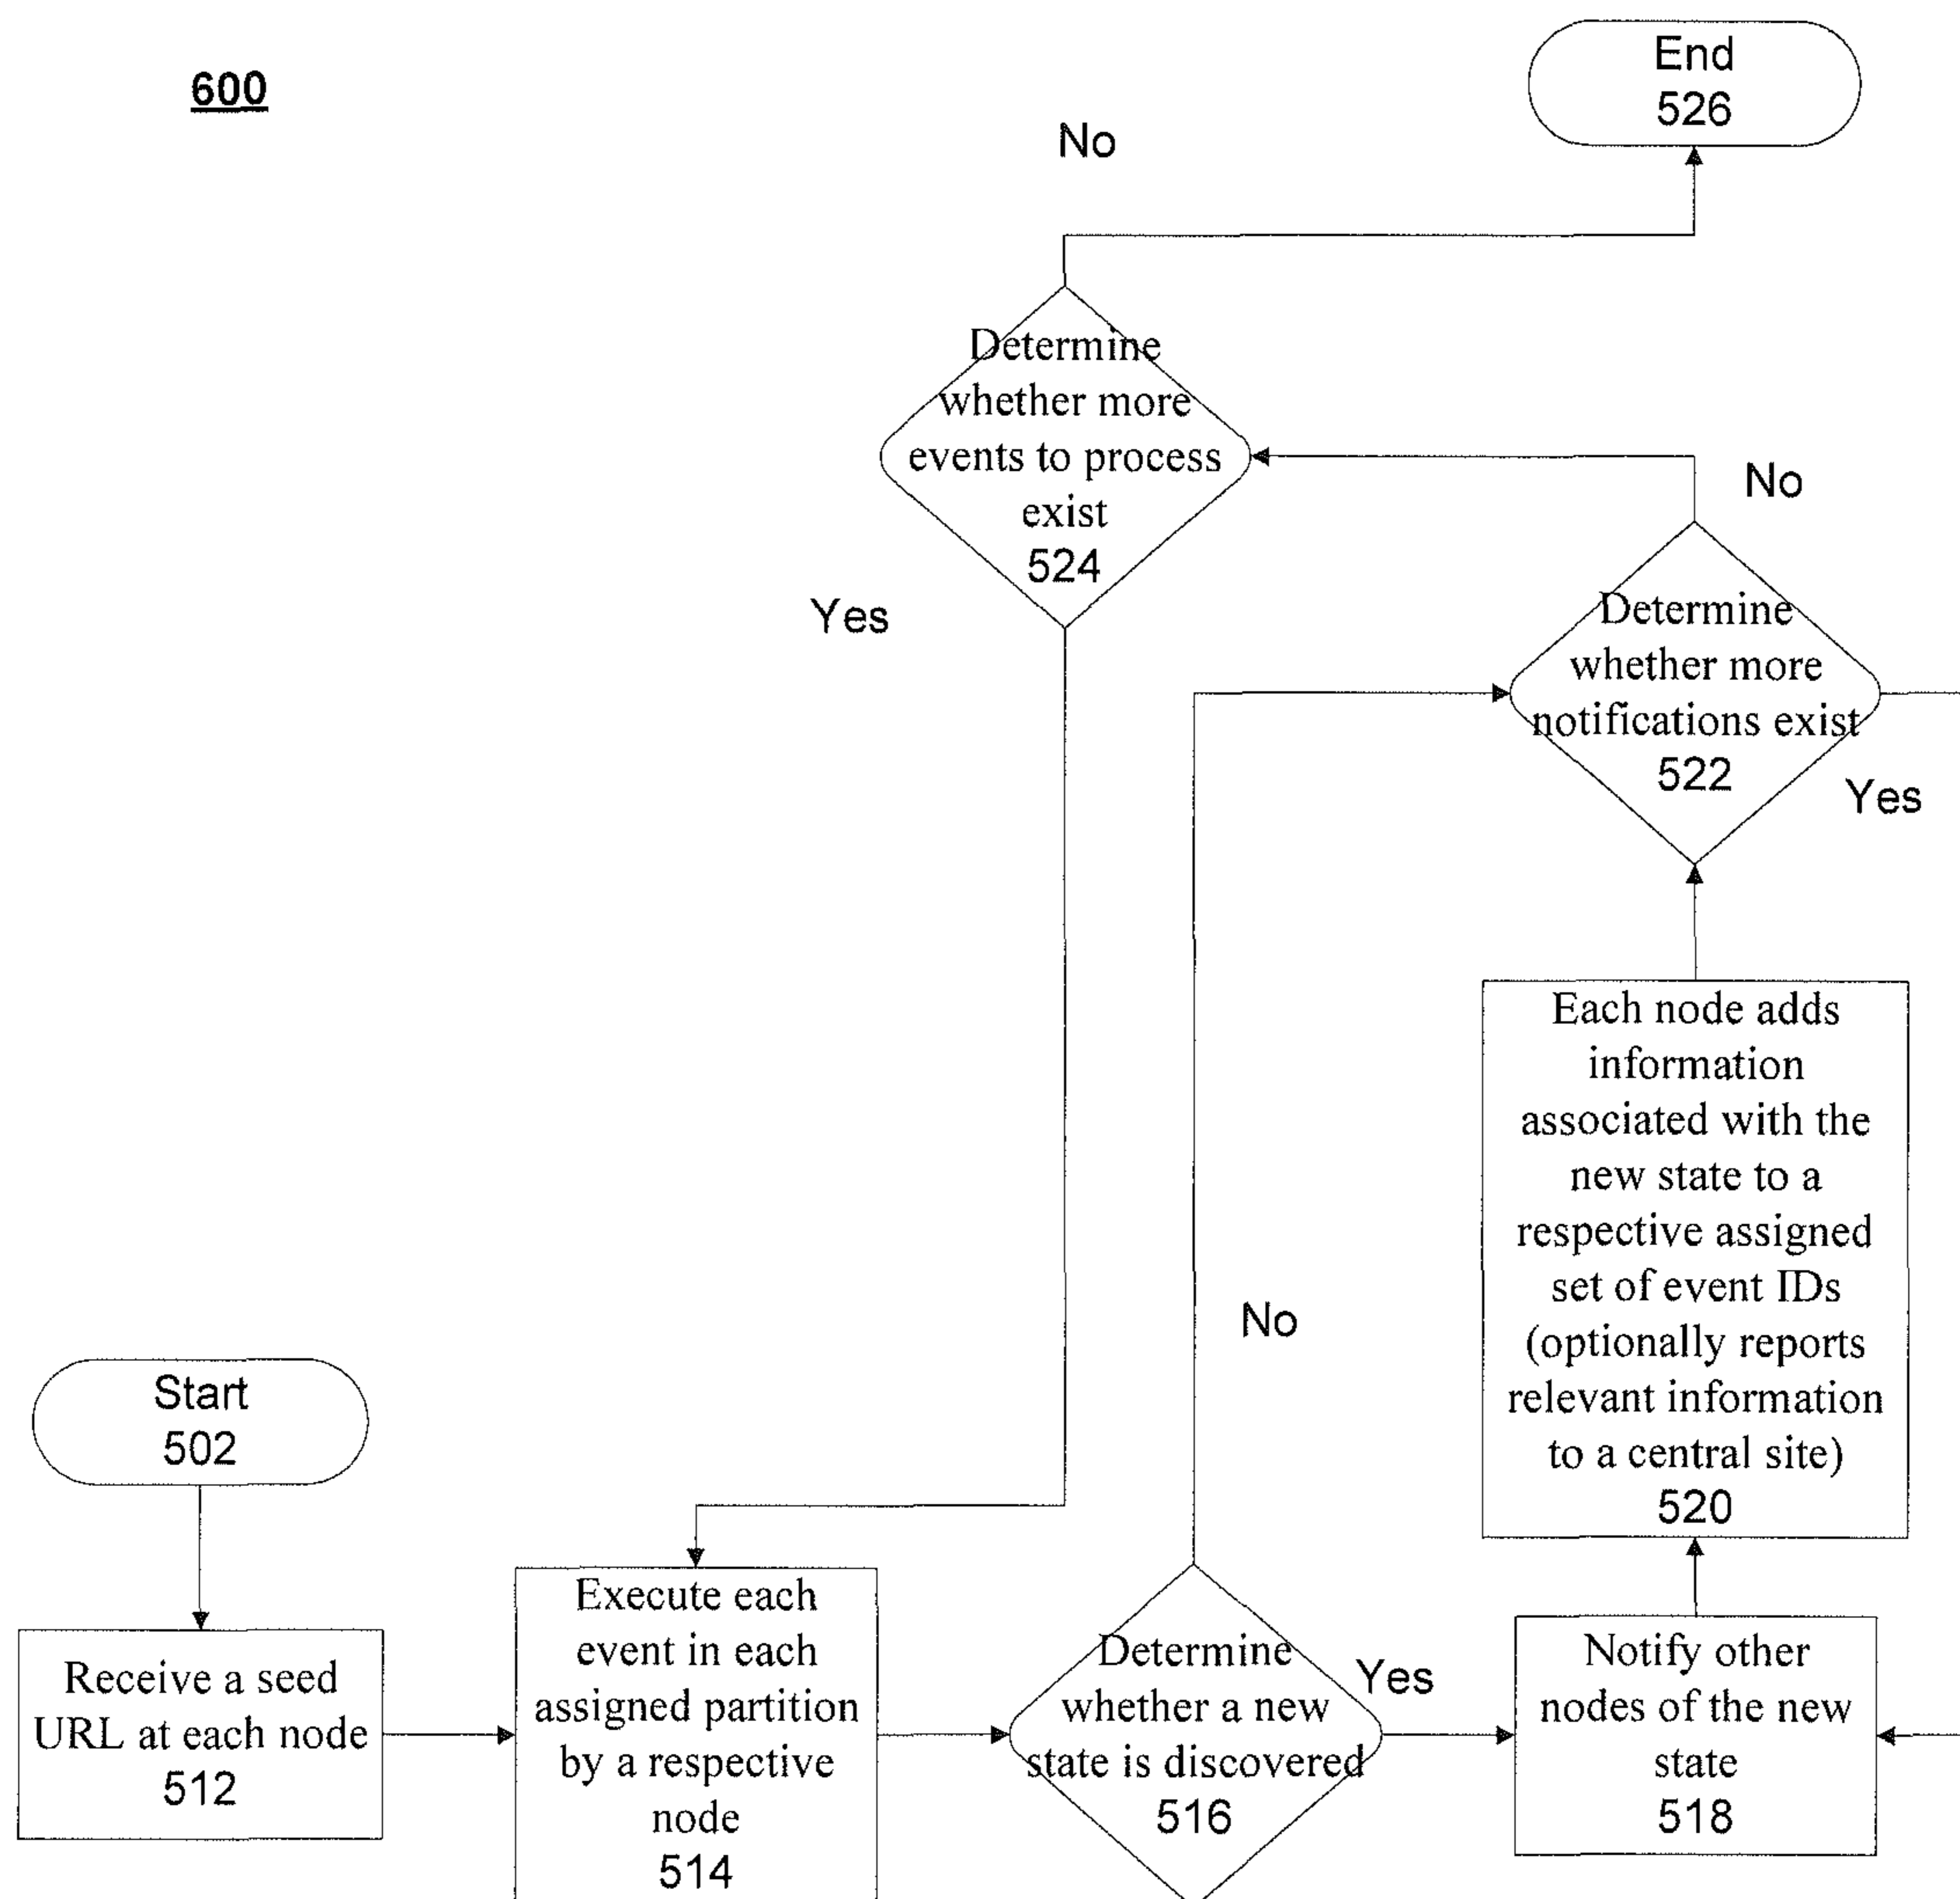 600
End
526
No
Determine
whether more
events to process
exist
524
Yes
No
Determine
whether more
notifications exist
522
Yes
Each node adds
information
associated with the
new state to a
respective assigned
set of event IDs
(optionally reports
relevant information
to a central site)
520
No
Start
502
Receive a seed
URL at each node
512
Execute each
event in each
assigned partition
by a respective
node
514
Determine
whether a new
state is discovered
516
Yes
Notify other
nodes of the new
state
518